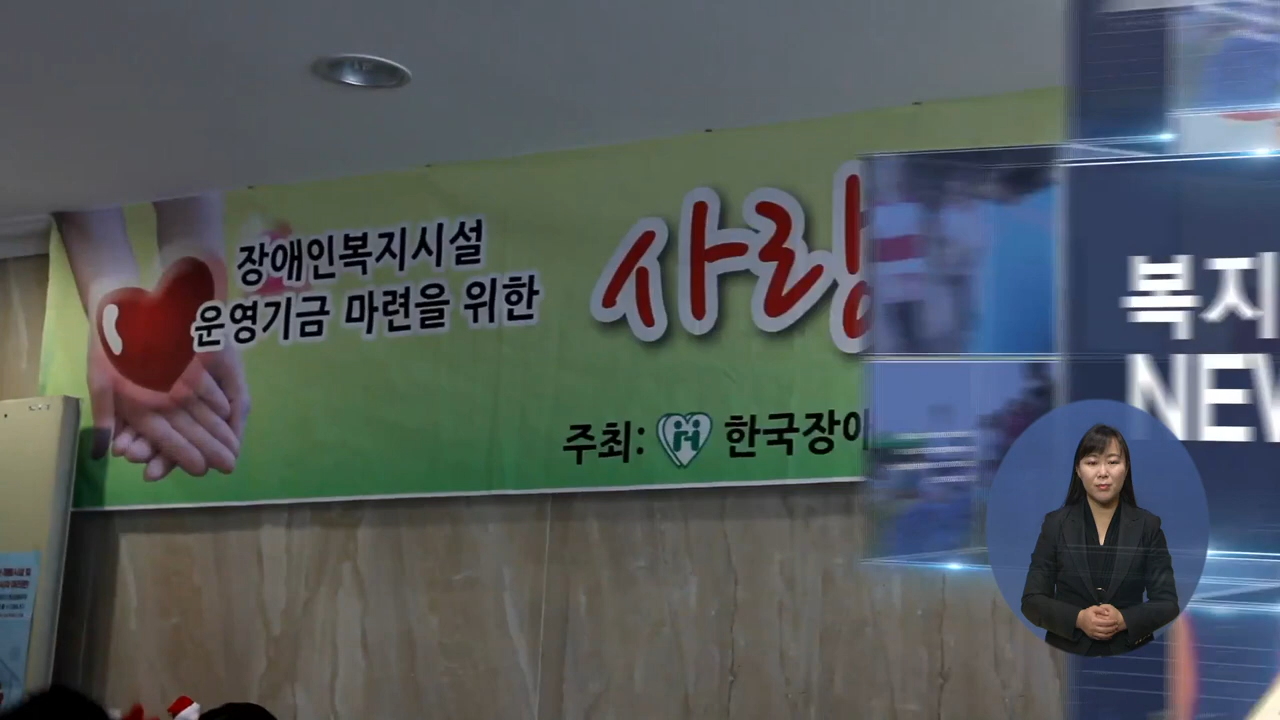 장애인복지시설
운영기금 마련을 위한
사랑
주최: 한국장애
복지
NEW